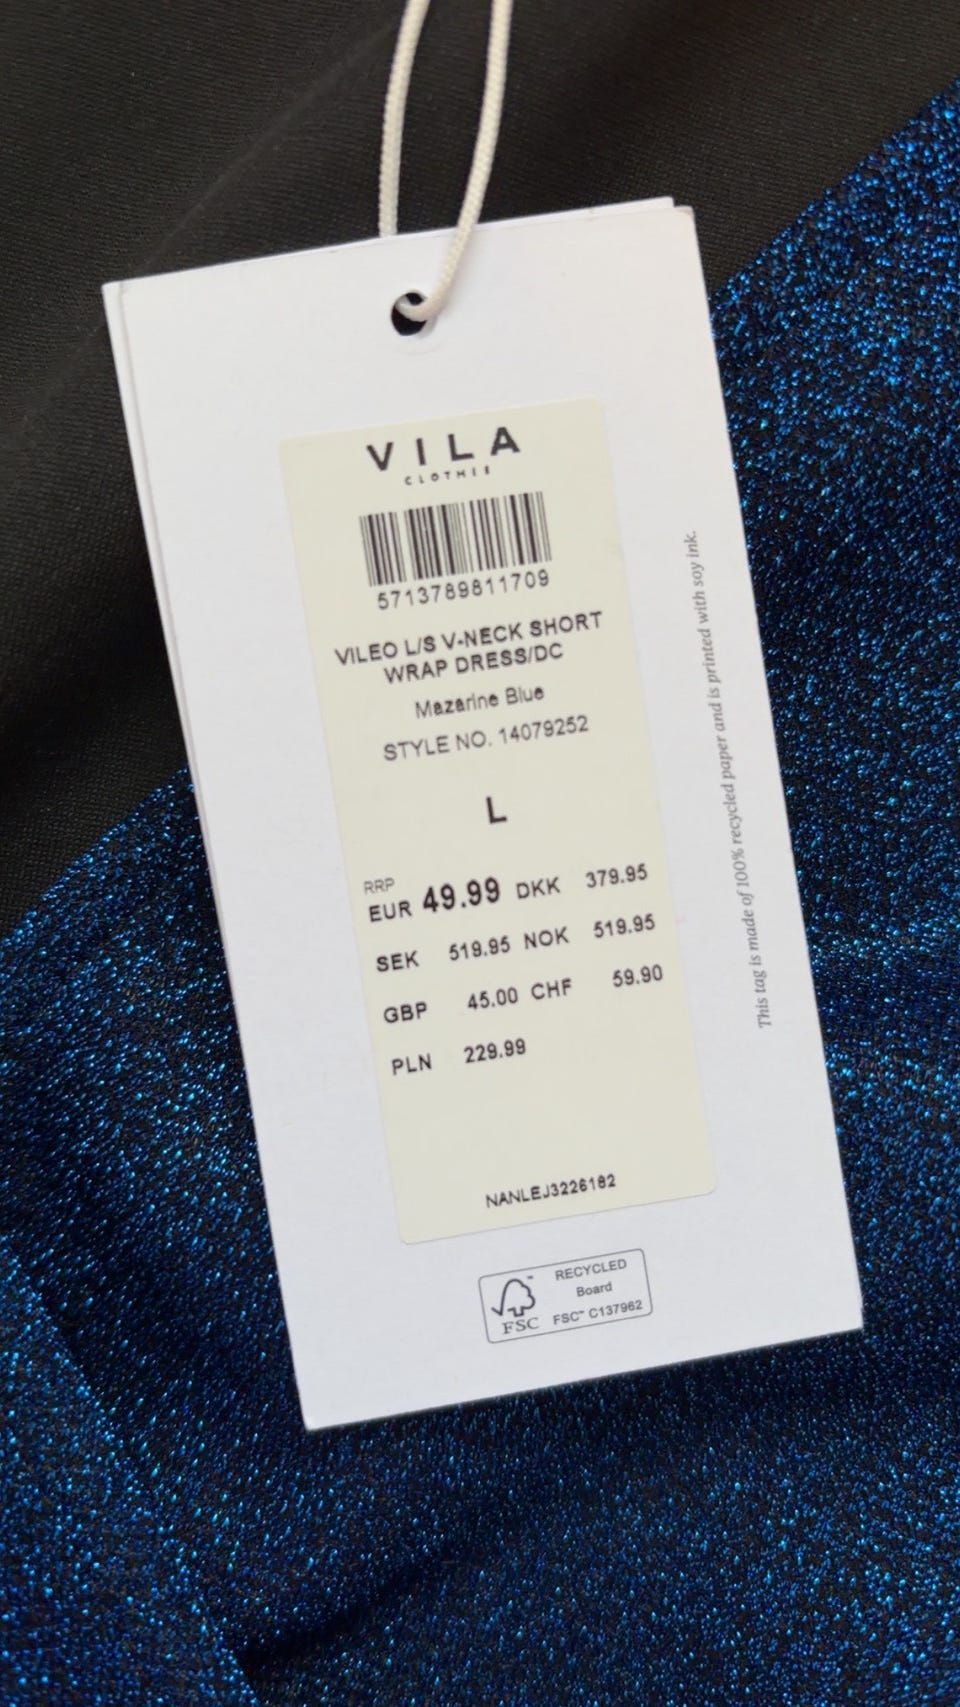 VILA
CLOTHES
5713789811709
VILEO L/S V-NECK SHORT
WRAP DRESS/DC
Mazarine Blue
STYLE NO. 14079252
L
RRP
EUR 49.99 DKK 379.95
SEK 519.95 NOK 519.95
GBP 45.00 CHF 59.90
PLN 229.99
NANLEJ3226182
This tag is made of 100% recycled paper and is printed with soy ink.
FSC™
RECYCLED
Board
FSC™ C137962